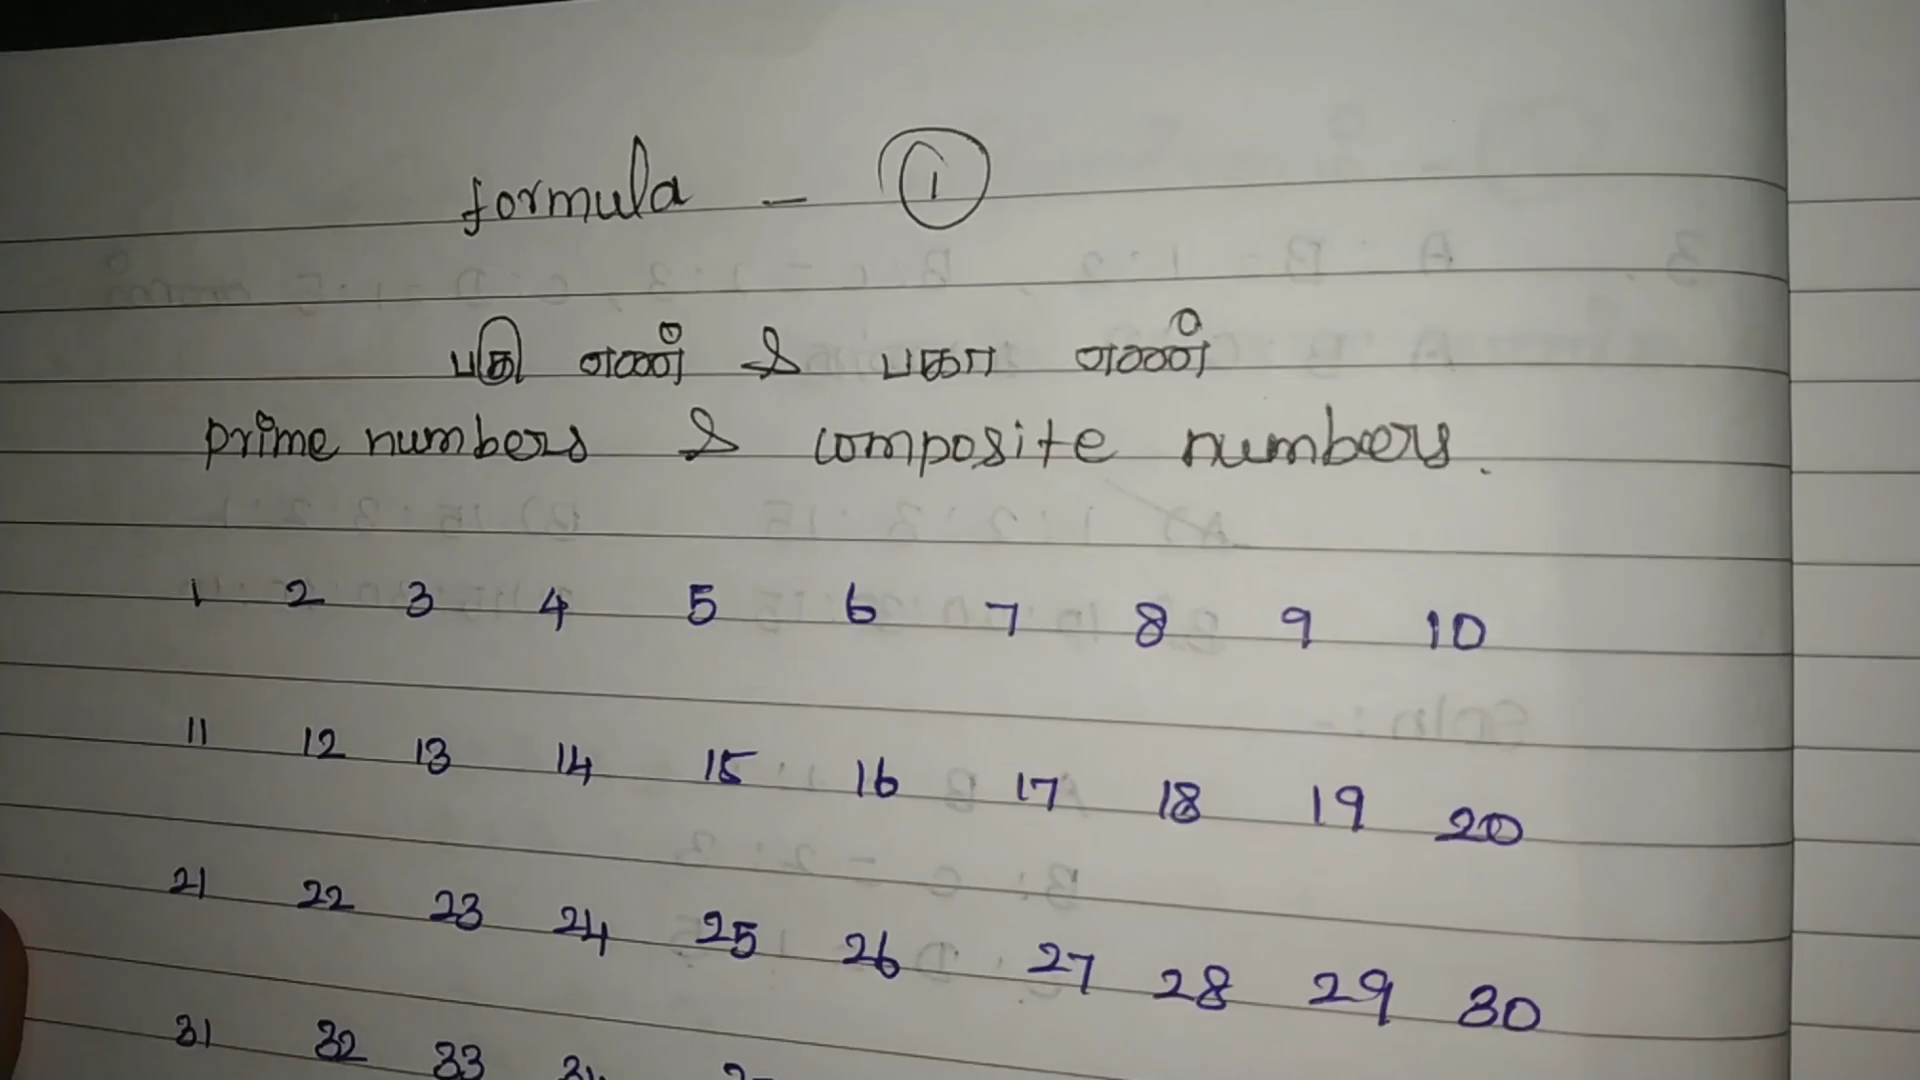 formula - 1
பகு எண் & பகா எண்
prime numbers & composite numbers.
1 2 3 4 5 6 7 8 9 10
11 12 13 14 15 16 17 18 19 20
21 22 23 24 25 26 27 28 29 30
31 32 33